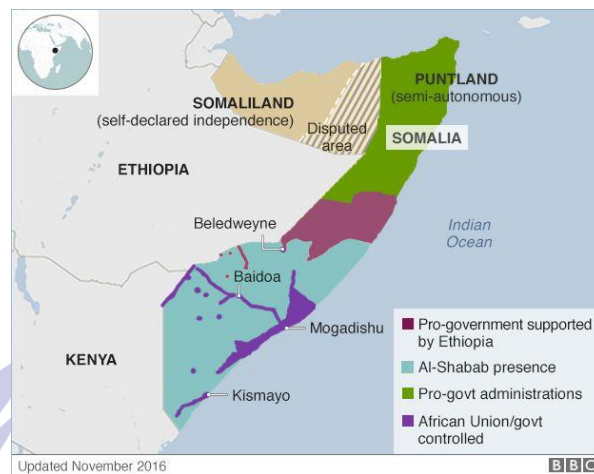 PUNTLAND
(semi-autonomous)
SOMALILAND
(self-declared independence)
Disputed
area
SOMALIA
ETHIOPIA
Beledweyne
Indian
Ocean
Baidoa
Mogadishu
KENYA
Kismayo
Pro-government supported
by Ethiopia
Al-Shabab presence
Pro-govt administrations
African Union/govt
controlled
Updated November 2016
BBC